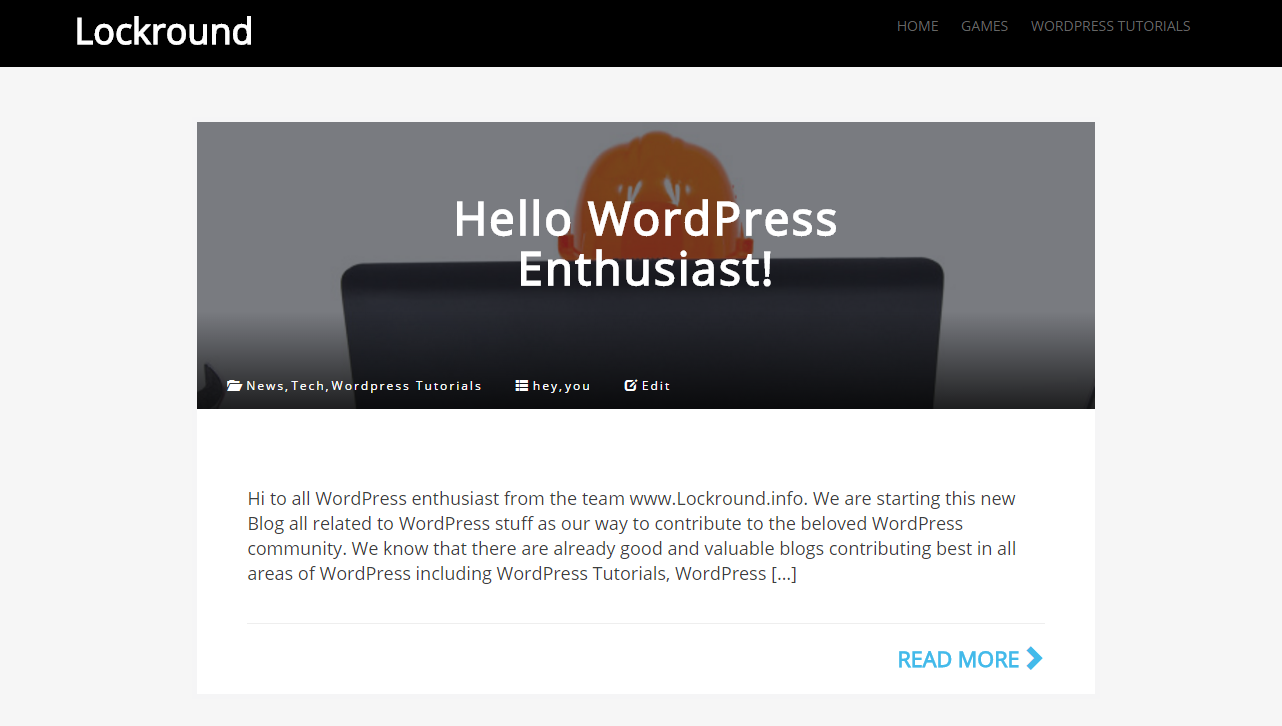 Lockround
HOME GAMES WORDPRESS TUTORIALS
Hello WordPress
Enthusiast!
News,Tech,Wordpress Tutorials hey,you Edit
Hi to all WordPress enthusiast from the team www.Lockround.info. We are starting this new
Blog all related to WordPress stuff as our way to contribute to the beloved WordPress
community. We know that there are already good and valuable blogs contributing best in all
areas of WordPress including WordPress Tutorials, WordPress [...]
READ MORE